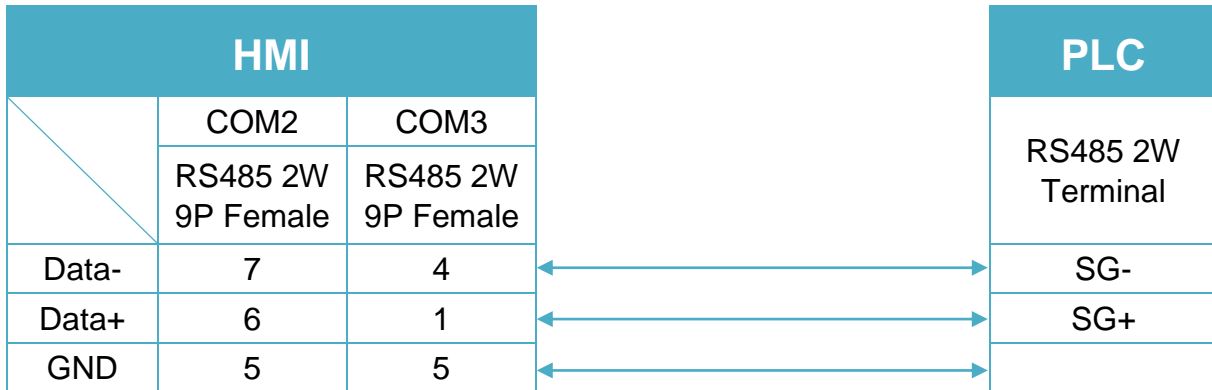 HMI PLC
COM2 COM3
RS485 2W RS485 2W RS485 2W
9P Female 9P Female Terminal
Data- 7 4 SG-
Data+ 6 1 SG+
GND 5 5